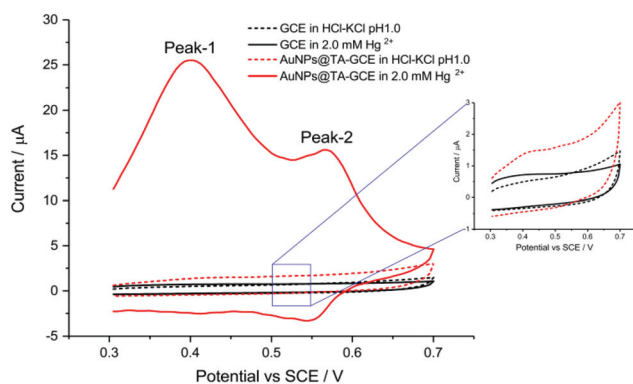 30
25
20
15
10
5
0
-5
Current / µA
0.3
0.4
0.5
0.6
0.7
Potential vs SCE / V
Peak-1
Peak-2
GCE in HCl-KCl pH1.0
GCE in 2.0 mM Hg 2+
AuNPs@TA-GCE in HCl-KCl pH1.0
AuNPs@TA-GCE in 2.0 mM Hg 2+
3
2
1
0
-1
Current / µA
0.3
0.4
0.5
0.6
0.7
Potential vs SCE / V